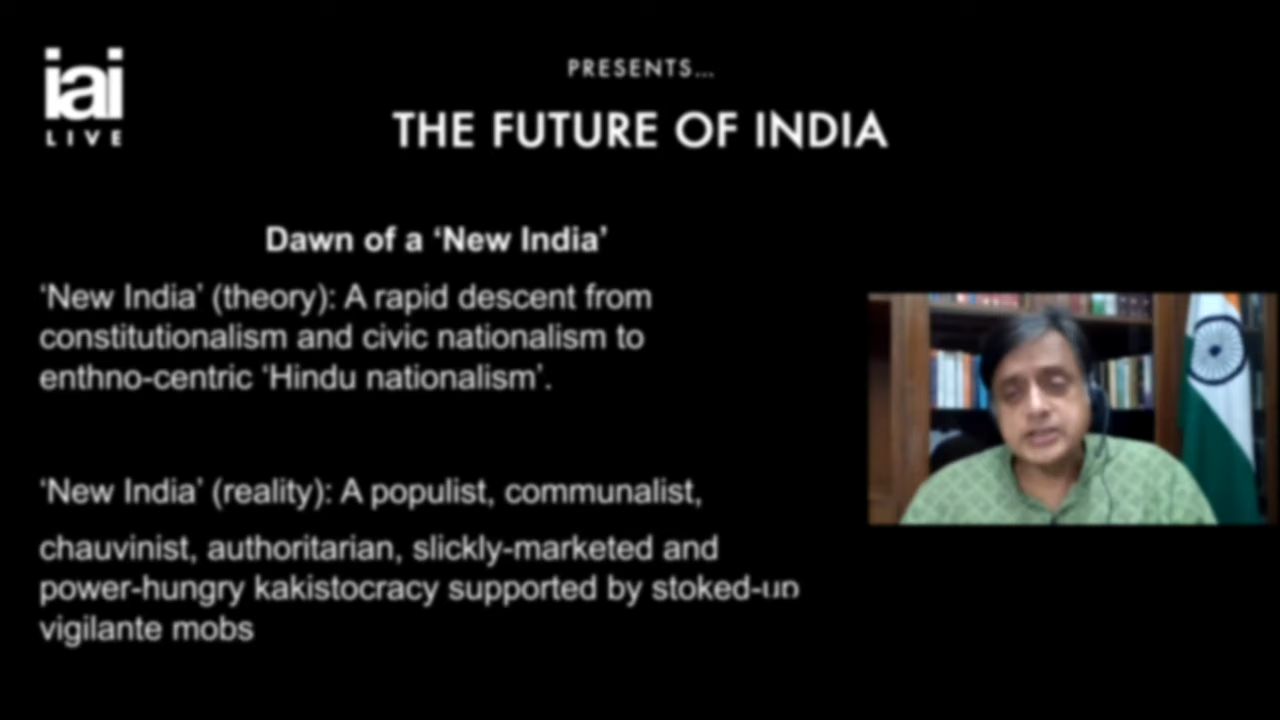 iai
LIVE
PRESENTS...
THE FUTURE OF INDIA
Dawn of a ‘New India’
‘New India’ (theory): A rapid descent from
constitutionalism and civic nationalism to
enthno-centric ‘Hindu nationalism’.
‘New India’ (reality): A populist, communalist,
chauvinist, authoritarian, slickly-marketed and
power-hungry kakistocracy supported by stoked-up
vigilante mobs